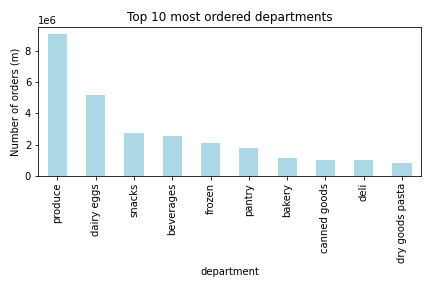 Top 10 most ordered departments
1e6
Number of orders (m)
8
6
4
2
0
produce
dairy eggs
snacks
beverages
frozen
pantry
bakery
canned goods
deli
dry goods pasta
department